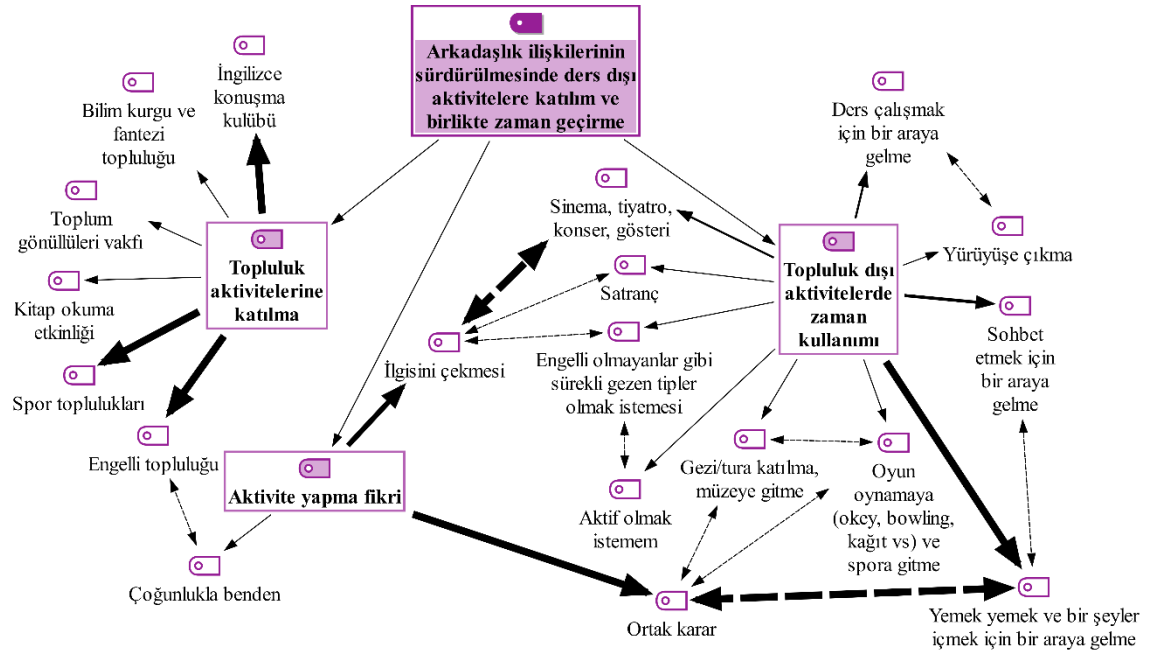 Arkadaşlık ilişkilerinin
sürdürülmesinde ders dışı
aktivitelere katılım ve
birlikte zaman geçirme
İngilizce
konuşma
kulübü
Bilim kurgu ve
fantezi
topluluğu
Toplum
gönüllüleri vakfı
Kitap okuma
etkinliği
Spor toplulukları
Engelli topluluğu
Topluluk
aktivitelerine
katılma
Çoğunlukla benden
Aktivite yapma fikri
İlgisini çekmesi
Sinema, tiyatro,
konser, gösteri
Satranç
Engelli olmayanlar gibi
sürekli gezen tipler
olmak istemesi
Aktif olmak
istemem
Topluluk dışı
aktivitelerde
zaman
kullanımı
Ders çalışmak
için bir araya
gelme
Yürüyüşe çıkma
Sohbet
etmek için
bir araya
gelme
Gezi/tura katılma,
müzeye gitme
Oyun
oynamaya
(okey, bowling,
kağıt vs) ve
spora gitme
Ortak karar
Yemek yemek ve bir şeyler
içmek için bir araya gelme